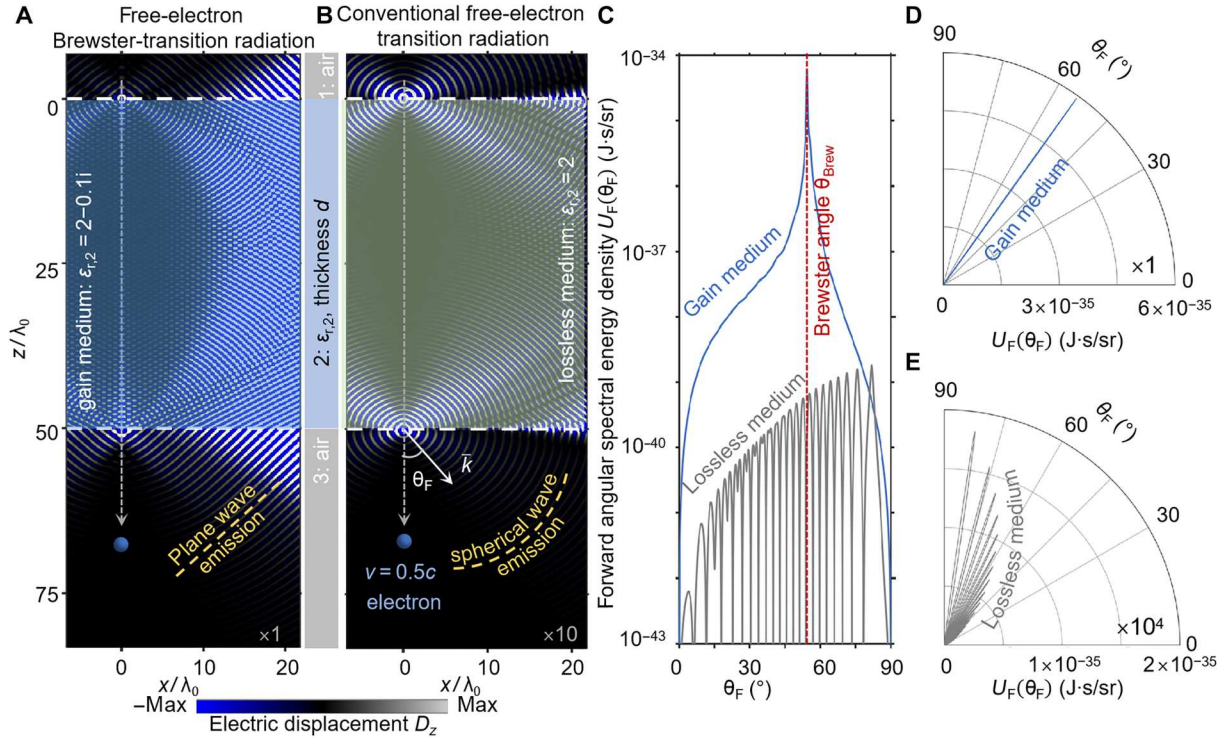 A
Free-electron
Brewster-transition radiation
B
Conventional free-electron
transition radiation
0
25
50
75
z/λ₀
gain medium: εr,2 = 2−0.1i
1: air
2: εr,2, thickness d
3: air
lossless medium: εr,2 = 2
Plane wave
emission
×1
k̄
θF
spherical wave
emission
v = 0.5c
electron
×10
0
10
20
0
10
20
x/λ₀
x/λ₀
−Max
Max
Electric displacement Dz
C
Forward angular spectral energy density UF(θF) (J·s/sr)
10⁻³⁴
10⁻³⁷
10⁻⁴⁰
10⁻⁴³
Gain medium
Brewster angle θBrew
Lossless medium
0
30
60
90
θF (°)
D
90
60
θF (°)
30
0
Gain medium
×1
0
3×10⁻³⁵
6×10⁻³⁵
UF(θF) (J·s/sr)
E
90
60
θF (°)
30
0
Lossless medium
×10⁴
0
1×10⁻³⁵
2×10⁻³⁵
UF(θF) (J·s/sr)